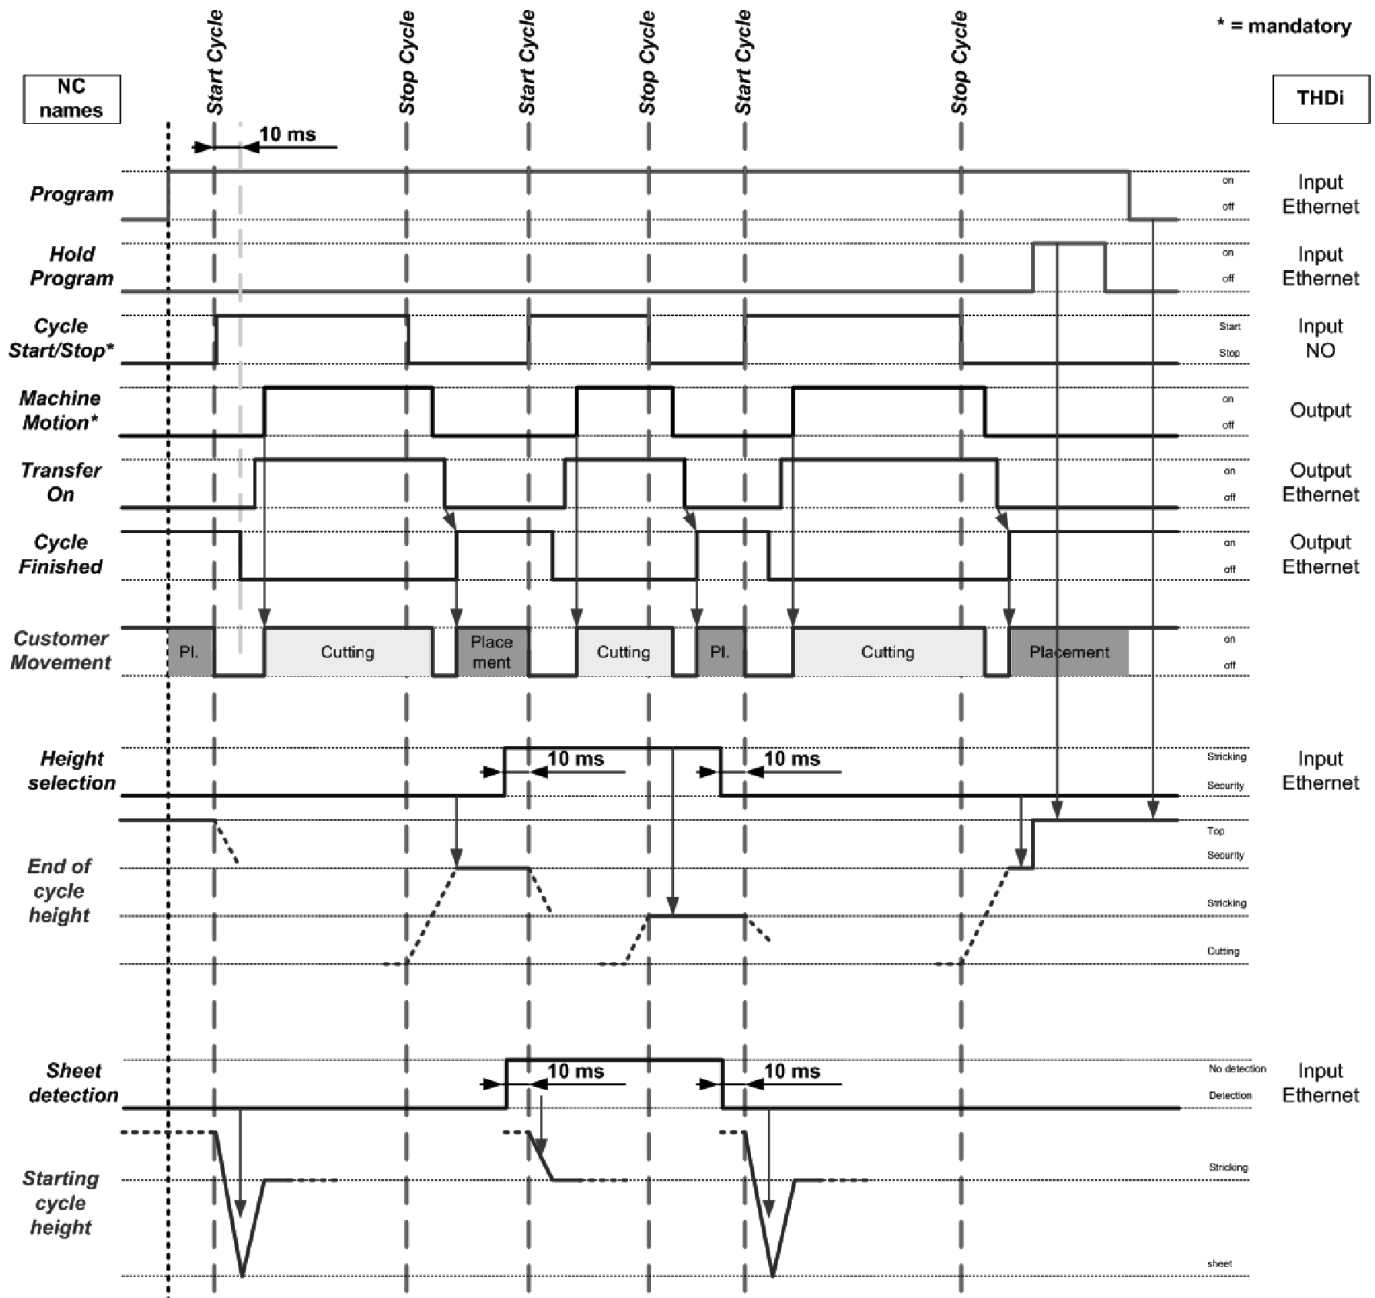 Start Cycle
Stop Cycle
Start Cycle
Stop Cycle
Start Cycle
Stop Cycle
* = mandatory
NC
names
THDi
10 ms
Program
on
off
Input
Ethernet
Hold
Program
on
off
Input
Ethernet
Cycle
Start/Stop*
Start
Stop
Input
NO
Machine
Motion*
on
off
Output
Transfer
On
on
off
Output
Ethernet
Cycle
Finished
on
off
Output
Ethernet
Customer
Movement
Pl.
Cutting
Place
ment
Cutting
Pl.
Cutting
Placement
on
off
Height
selection
10 ms
10 ms
Stricking
Security
Input
Ethernet
End of
cycle
height
Top
Security
Stricking
Cutting
Sheet
detection
10 ms
10 ms
No detection
Detection
Input
Ethernet
Starting
cycle
height
Stricking
sheet